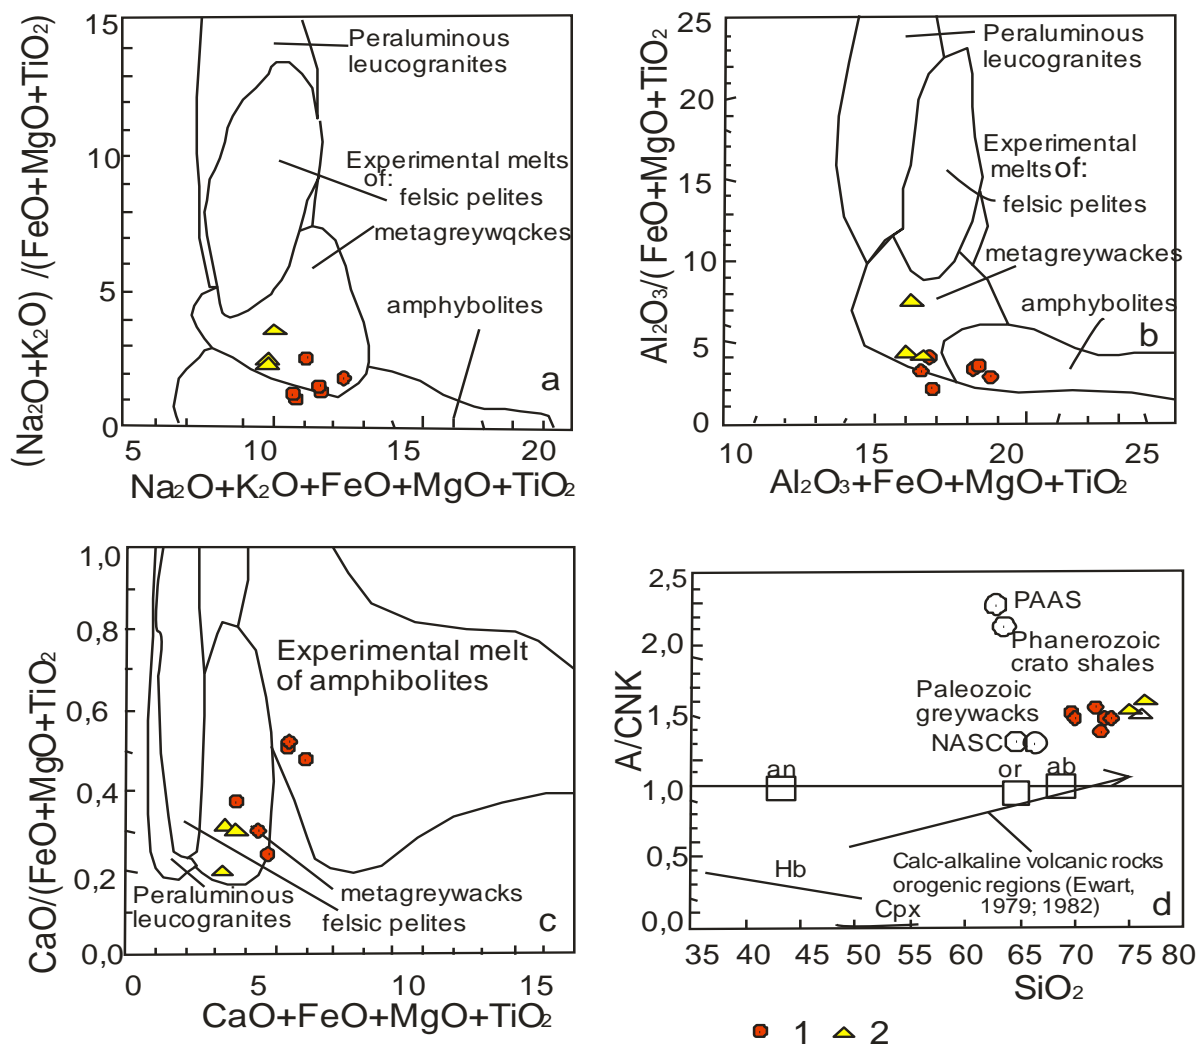 (Na₂O+K₂O) /(FeO+MgO+TiO₂)
15
10
5
0
Peraluminous
leucogranites
Experimental melts
of:
felsic pelites
metagreywqckes
amphybolites
a
5 10 15 20
Na₂O+K₂O+FeO+MgO+TiO₂
Al₂O₃/(FeO+MgO+TiO₂
25
20
15
10
5
0
Peraluminous
leucogranites
Experimental
melts of:
felsic pelites
metagreywackes
amphybolites
b
10 15 20 25
Al₂O₃+FeO+MgO+TiO₂
CaO/(FeO+MgO+TiO₂
1,0
0,8
0,6
0,4
0,2
0,0
Experimental melt
of amphibolites
Peraluminous
leucogranites
metagreywacks
felsic pelites
c
0 5 10 15
CaO+FeO+MgO+TiO₂
A/CNK
2,5
2,0
1,5
1,0
0,5
0,0
PAAS
Phanerozoic
crato shales
Paleozoic
greywacks
NASC
an or ab
Hb
Cpx
Calc-alkaline volcanic rocks
orogenic regions (Ewart,
1979; 1982)
d
35 40 45 50 55 60 65 70 75 80
SiO₂
1 2